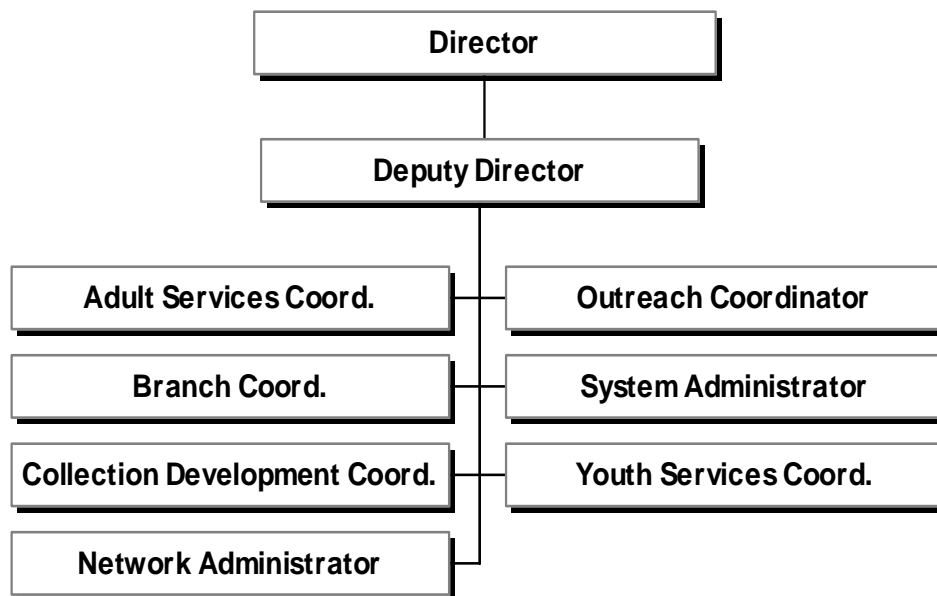 Director
Deputy Director
Adult Services Coord.
Outreach Coordinator
Branch Coord.
System Administrator
Collection Development Coord.
Youth Services Coord.
Network Administrator